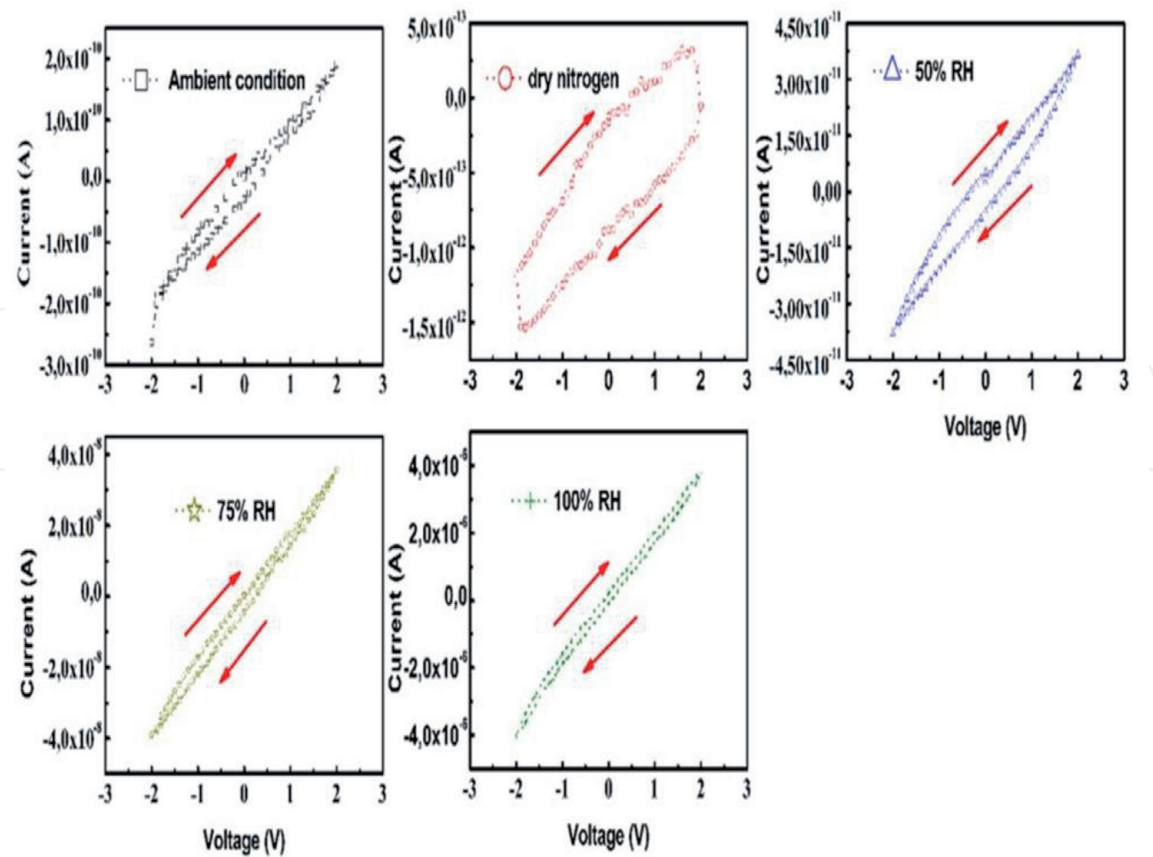 Ambient condition
Current (A)
2,0x10^-10
1,0x10^-10
0,0
-1,0x10^-10
-2,0x10^-10
-3,0x10^-10
-3 -2 -1 0 1 2 3
dry nitrogen
Current (A)
5,0x10^-13
0,0
-5,0x10^-13
-1,0x10^-12
-1,5x10^-12
-3 -2 -1 0 1 2 3
50% RH
Current (A)
4,50x10^-11
3,00x10^-11
1,50x10^-11
0,00
-1,50x10^-11
-3,00x10^-11
-4,50x10^-11
-3 -2 -1 0 1 2 3
Voltage (V)
75% RH
Current (A)
4,0x10^-8
2,0x10^-8
0,0
-2,0x10^-8
-4,0x10^-8
-3 -2 -1 0 1 2 3
Voltage (V)
100% RH
Current (A)
4,0x10^-6
2,0x10^-6
0,0
-2,0x10^-6
-4,0x10^-6
-3 -2 -1 0 1 2 3
Voltage (V)